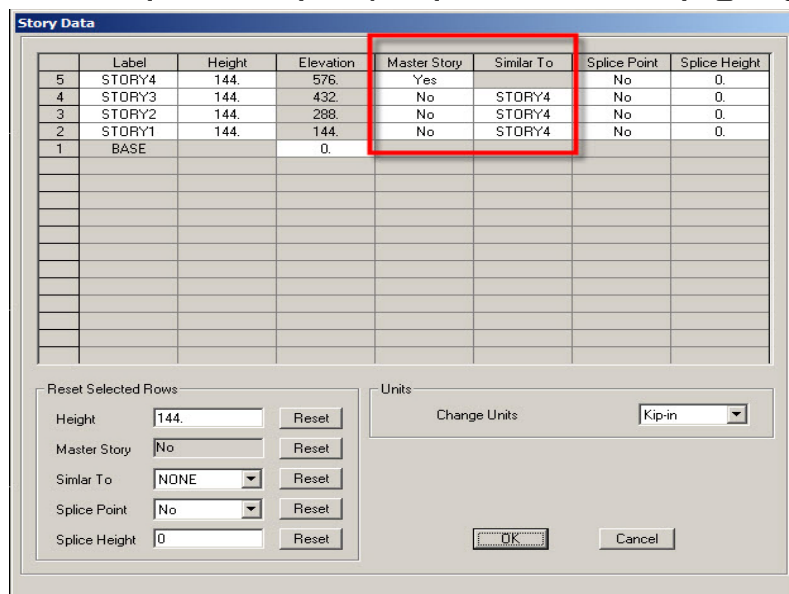 Story Data
Label Height Elevation Master Story Similar To Splice Point Splice Height
5 STORY4 144. 576. Yes No 0.
4 STORY3 144. 432. No STORY4 No 0.
3 STORY2 144. 288. No STORY4 No 0.
2 STORY1 144. 144. No STORY4 No 0.
1 BASE 0.
Reset Selected Rows
Height 144. Reset
Master Story No Reset
Simlar To NONE Reset
Splice Point No Reset
Splice Height 0 Reset
Units
Change Units Kip-in
OK Cancel